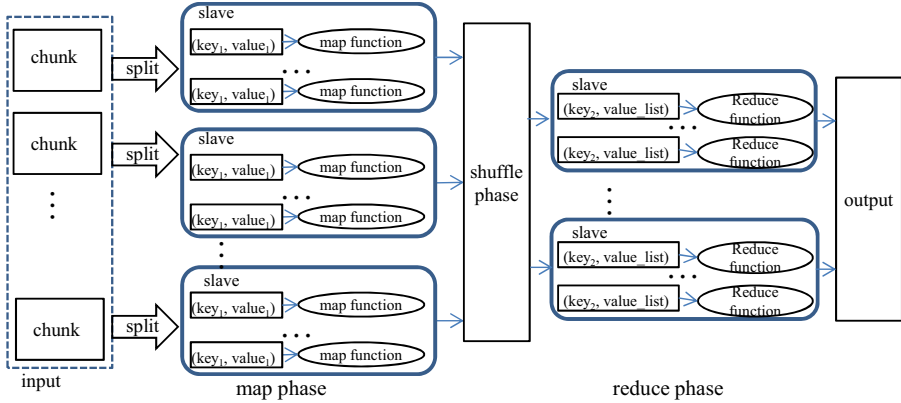 chunk
split
slave
(key₁, value₁)
map function
...
(key₁, value₁)
map function
chunk
split
slave
(key₁, value₁)
map function
...
(key₁, value₁)
map function
...
chunk
split
slave
(key₁, value₁)
map function
...
(key₁, value₁)
map function
input
map phase
shuffle
phase
slave
(key₂, value_list)
Reduce
function
...
(key₂, value_list)
Reduce
function
...
slave
(key₂, value_list)
Reduce
function
...
(key₂, value_list)
Reduce
function
reduce phase
output